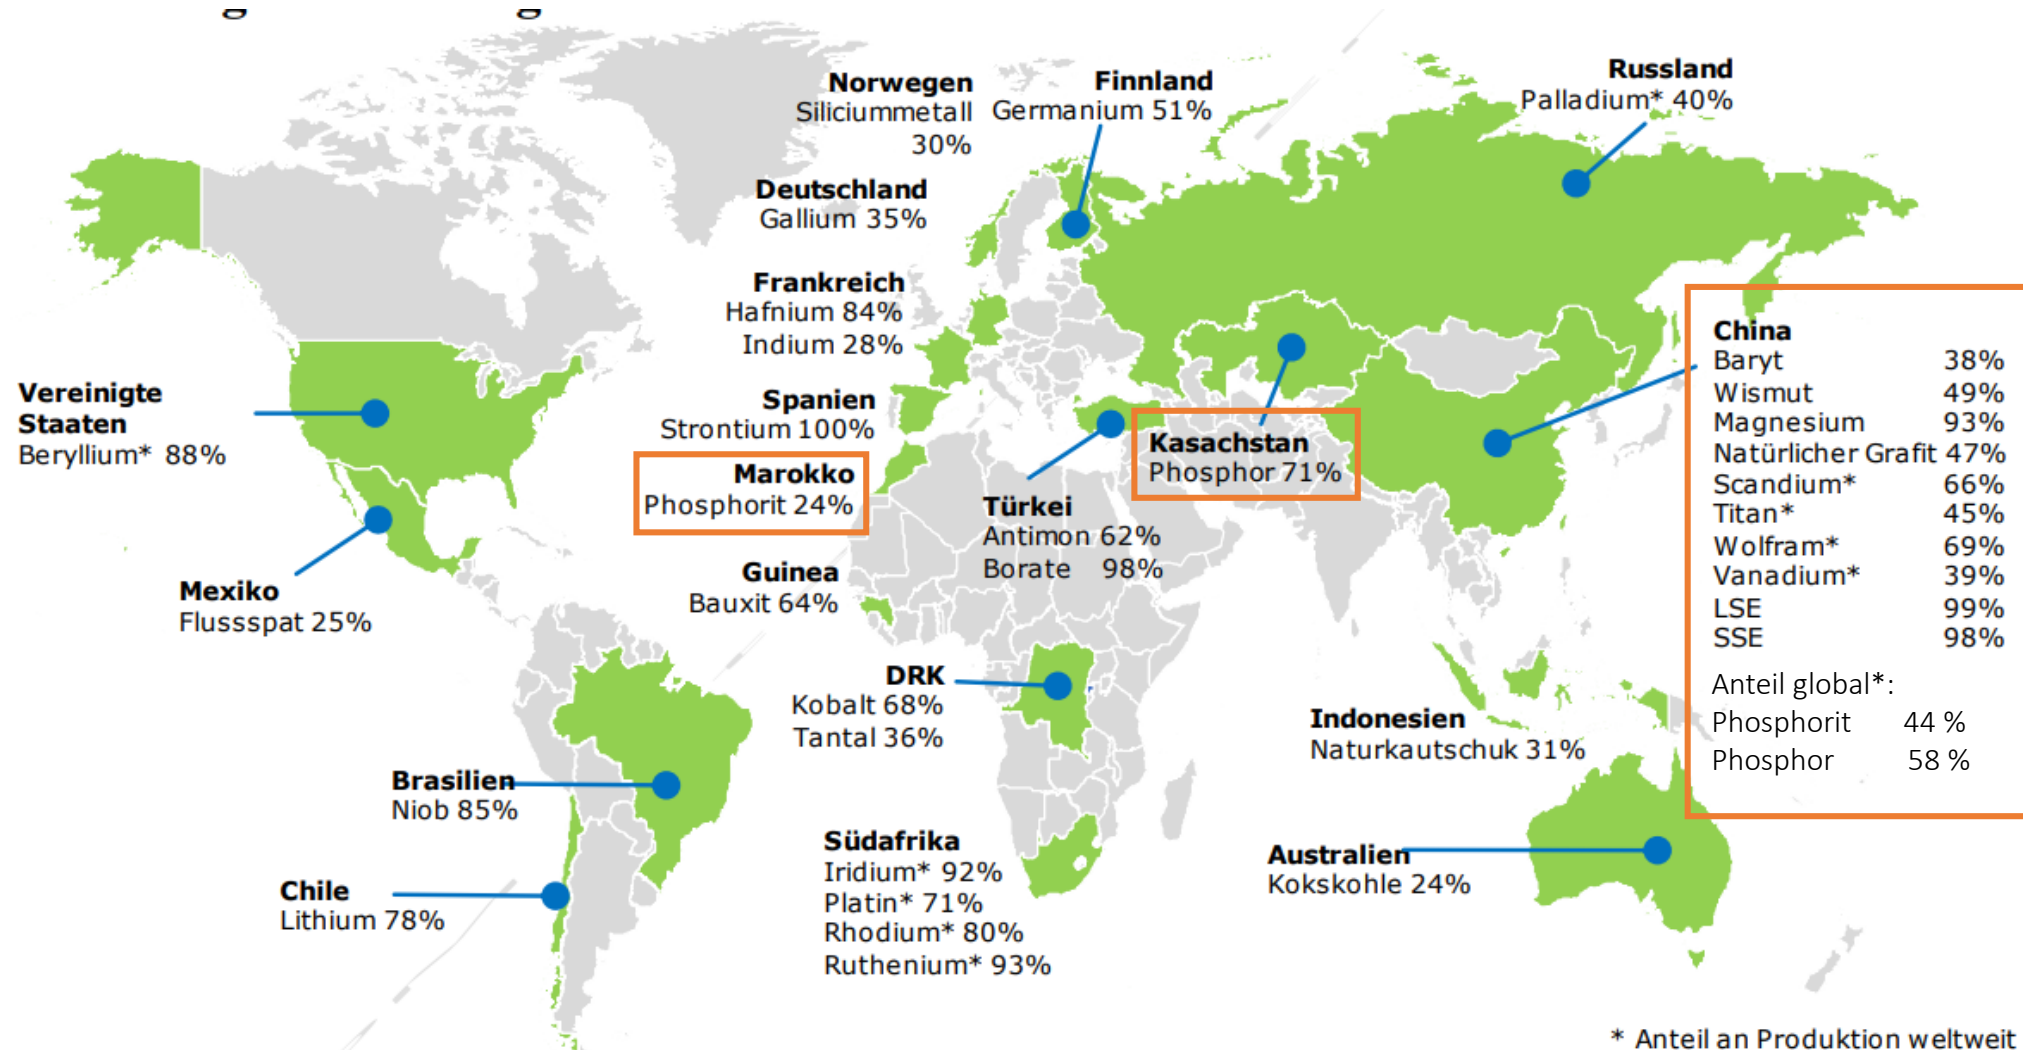 Norwegen
Siliciummetall
30%
Finnland
Germanium 51%
Russland
Palladium* 40%
Deutschland
Gallium 35%
Frankreich
Hafnium 84%
Indium 28%
Vereinigte
Staaten
Beryllium* 88%
Spanien
Strontium 100%
Marokko
Phosphorit 24%
Kasachstan
Phosphor 71%
Türkei
Antimon 62%
Borate 98%
China
Baryt 38%
Wismut 49%
Magnesium 93%
Natürlicher Grafit 47%
Scandium* 66%
Titan* 45%
Wolfram* 69%
Vanadium* 39%
LSE 99%
SSE 98%
Anteil global*:
Phosphorit 44 %
Phosphor 58 %
Mexiko
Flussspat 25%
Guinea
Bauxit 64%
DRK
Kobalt 68%
Tantal 36%
Indonesien
Naturkautschuk 31%
Brasilien
Niob 85%
Chile
Lithium 78%
Südafrika
Iridium* 92%
Platin* 71%
Rhodium* 80%
Ruthenium* 93%
Australien
Kokskohle 24%
* Anteil an Produktion weltweit